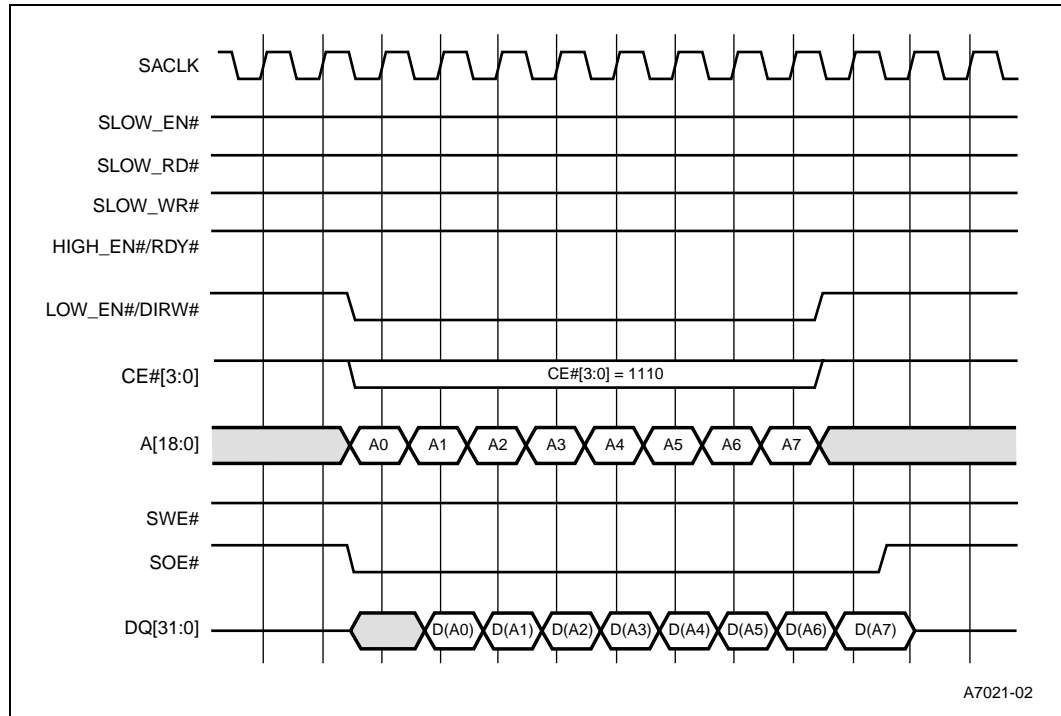 SACLK
SLOW_EN#
SLOW_RD#
SLOW_WR#
HIGH_EN#/RDY#
LOW_EN#/DIRW#
CE#[3:0]
CE#[3:0] = 1110
A[18:0]
A0 A1 A2 A3 A4 A5 A6 A7
SWE#
SOE#
DQ[31:0]
D(A0) D(A1) D(A2) D(A3) D(A4) D(A5) D(A6) D(A7)
A7021-02